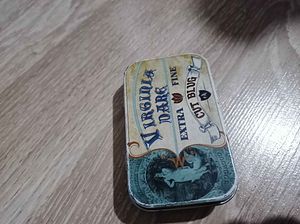 VIRGINIA
DARE
EXTRA FINE
CUT PLUG